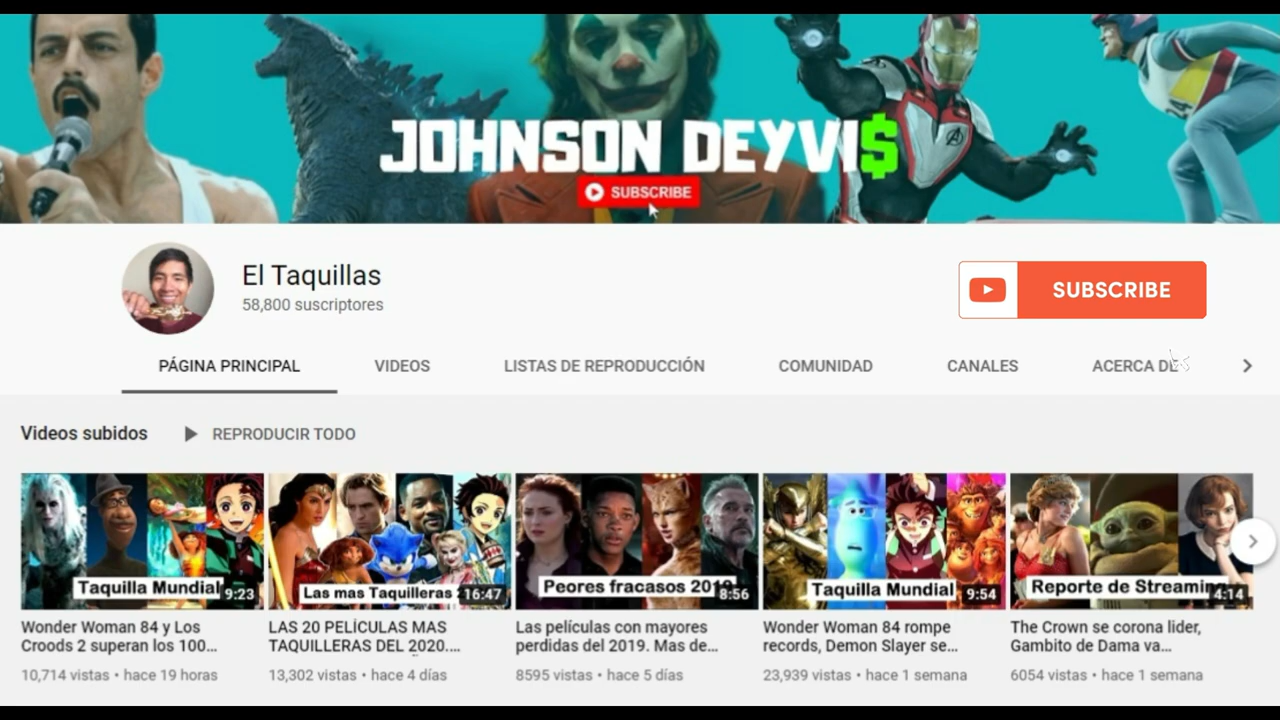 JOHNSON DEYVI$
SUBSCRIBE
El Taquillas
58,800 suscriptores
SUBSCRIBE
PÁGINA PRINCIPAL
VIDEOS
LISTAS DE REPRODUCCIÓN
COMUNIDAD
CANALES
ACERCA DE
Videos subidos
REPRODUCIR TODO
Taquilla Mundial
9:23
Las mas Taquilleras
16:47
Peores fracasos 2019
8:56
Taquilla Mundial
9:54
Reporte de Streaming
4:14
Wonder Woman 84 y Los
Croods 2 superan los 100...
10,714 vistas • hace 19 horas
LAS 20 PELÍCULAS MAS
TAQUILLERAS DEL 2020....
13,302 vistas • hace 4 días
Las películas con mayores
perdidas del 2019. Mas de...
8595 vistas • hace 5 días
Wonder Woman 84 rompe
records, Demon Slayer se...
23,939 vistas • hace 1 semana
The Crown se corona lider,
Gambito de Dama va...
6054 vistas • hace 1 semana